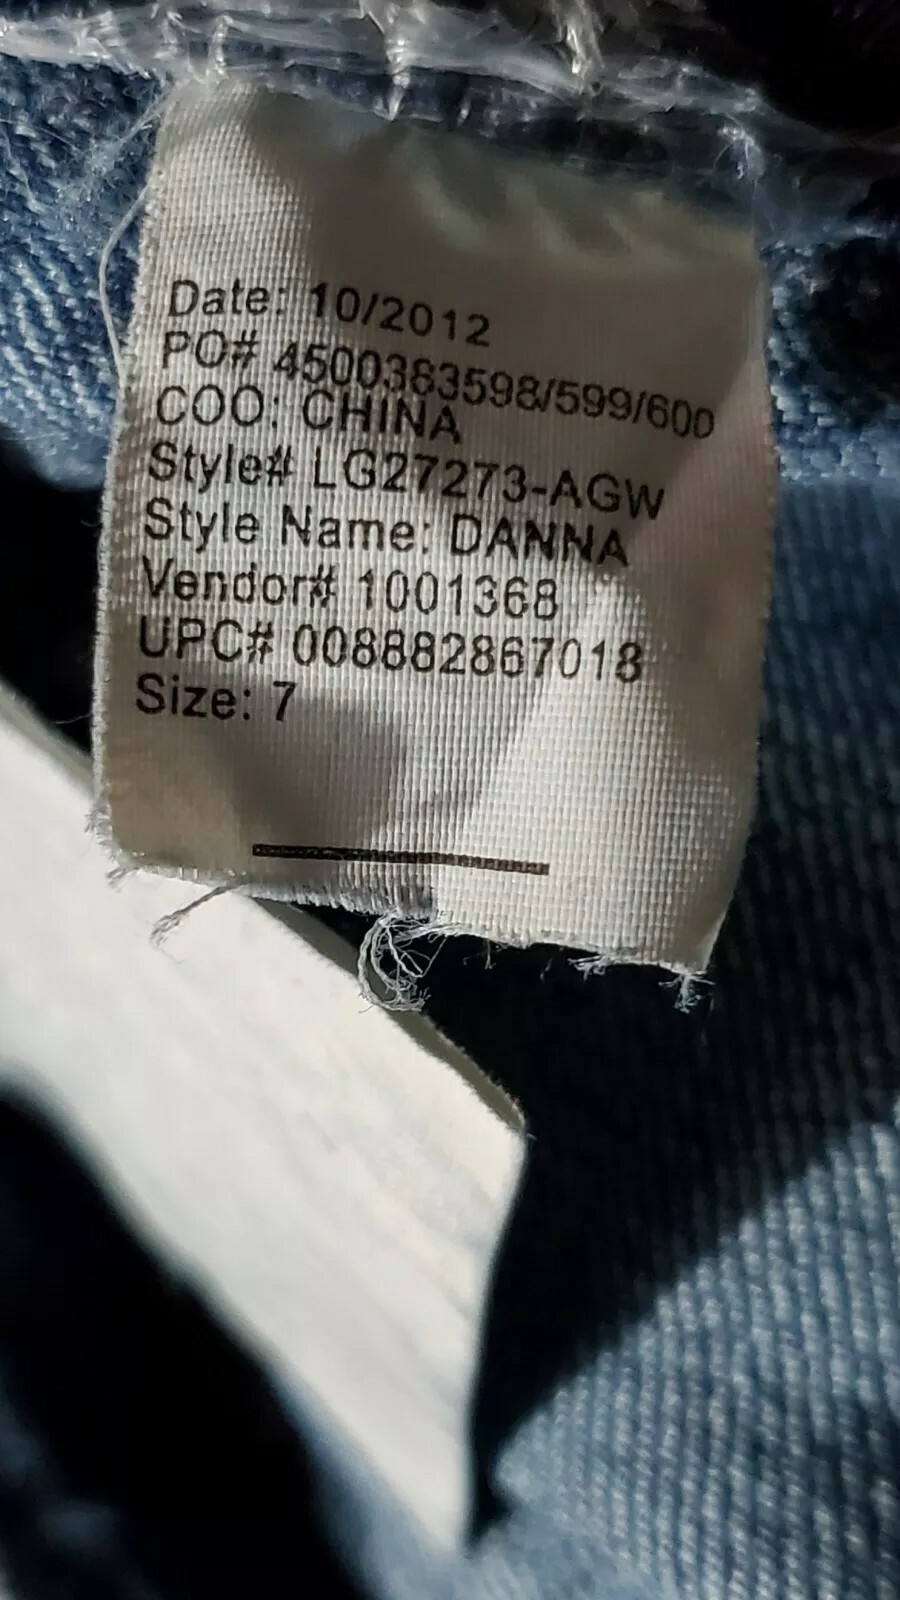 Date: 10/2012
PO# 4500383598/599/600
COO: CHINA
Style# LG27273-AGW
Style Name: DANNA
Vendor# 1001368
UPC# 008882867018
Size: 7